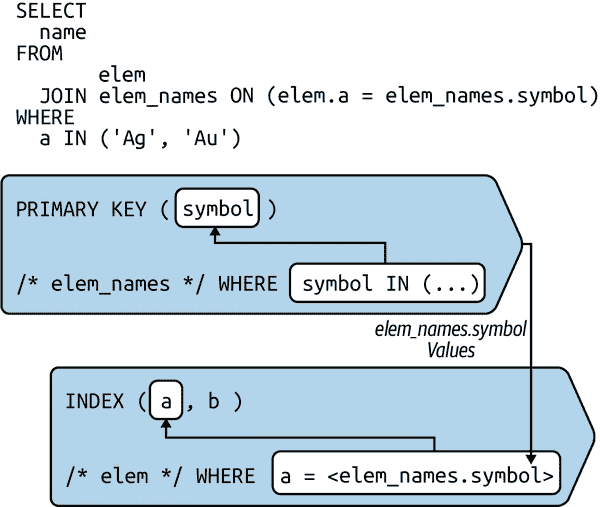 SELECT
name
FROM
elem
JOIN elem_names ON (elem.a = elem_names.symbol)
WHERE
a IN ('Ag', 'Au')
PRIMARY KEY ( symbol )
/* elem_names */ WHERE symbol IN (...)
elem_names.symbol
Values
INDEX ( a , b )
/* elem */ WHERE a = <elem_names.symbol>